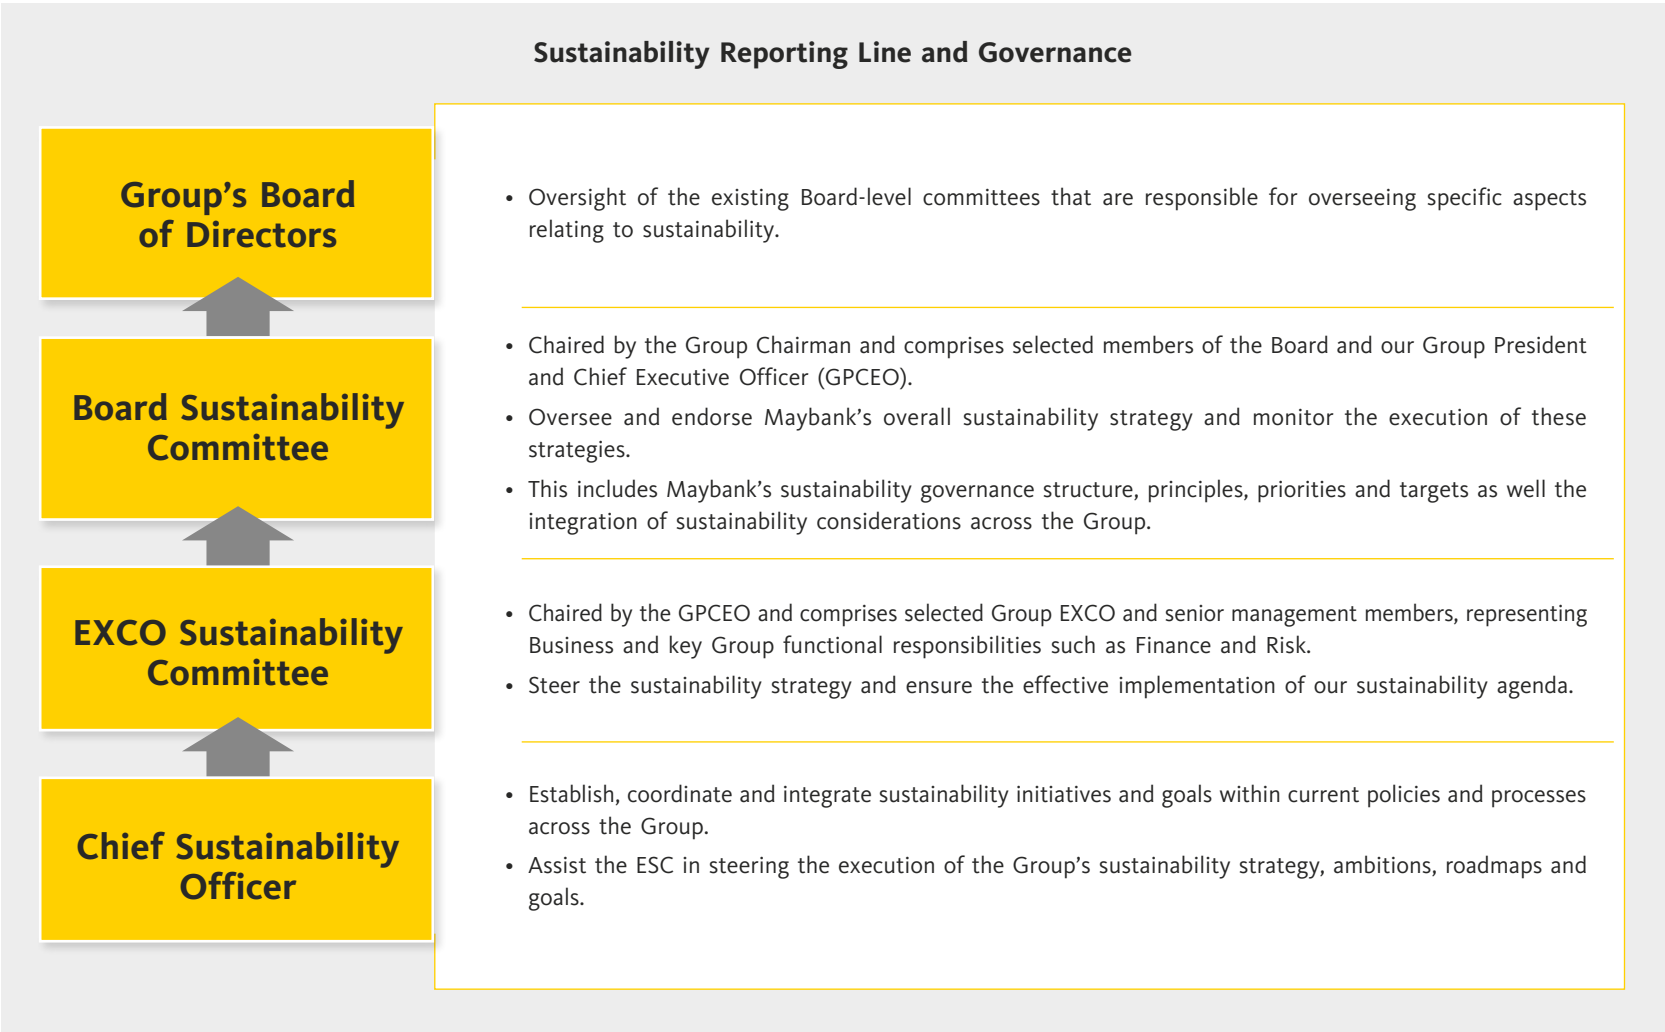 Sustainability Reporting Line and Governance
Group’s Board
of Directors
• Oversight of the existing Board-level committees that are responsible for overseeing specific aspects
relating to sustainability.
Board Sustainability
Committee
• Chaired by the Group Chairman and comprises selected members of the Board and our Group President
and Chief Executive Officer (GPCEO).
• Oversee and endorse Maybank’s overall sustainability strategy and monitor the execution of these
strategies.
• This includes Maybank’s sustainability governance structure, principles, priorities and targets as well the
integration of sustainability considerations across the Group.
EXCO Sustainability
Committee
• Chaired by the GPCEO and comprises selected Group EXCO and senior management members, representing
Business and key Group functional responsibilities such as Finance and Risk.
• Steer the sustainability strategy and ensure the effective implementation of our sustainability agenda.
Chief Sustainability
Officer
• Establish, coordinate and integrate sustainability initiatives and goals within current policies and processes
across the Group.
• Assist the ESC in steering the execution of the Group’s sustainability strategy, ambitions, roadmaps and
goals.